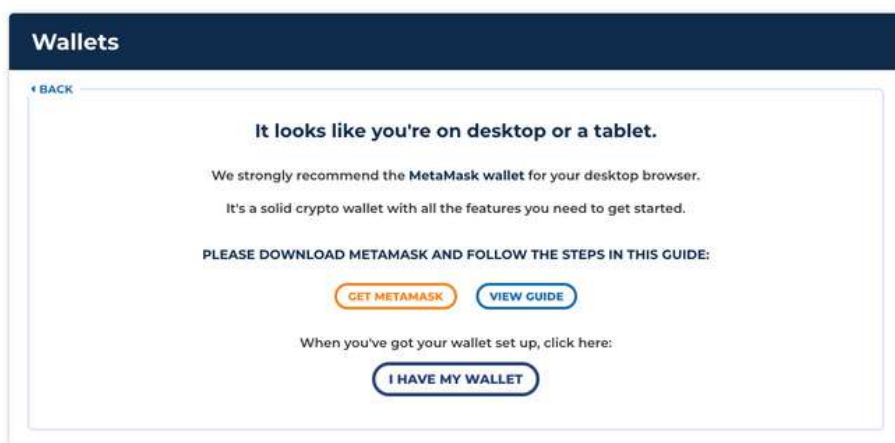 Wallets
BACK
It looks like you're on desktop or a tablet.
We strongly recommend the MetaMask wallet for your desktop browser.
It's a solid crypto wallet with all the features you need to get started.
PLEASE DOWNLOAD METAMASK AND FOLLOW THE STEPS IN THIS GUIDE:
GET METAMASK VIEW GUIDE
When you've got your wallet set up, click here:
I HAVE MY WALLET